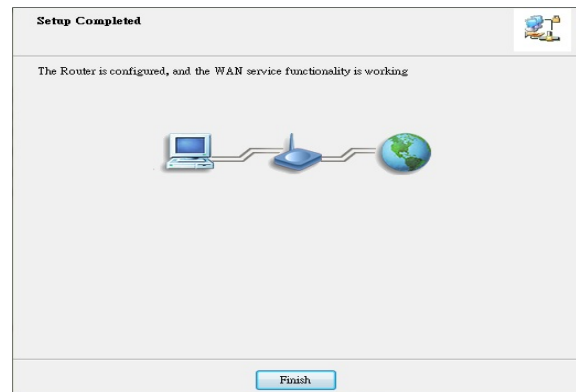 Setup Completed
The Router is configured, and the WAN service functionality is working
Finish